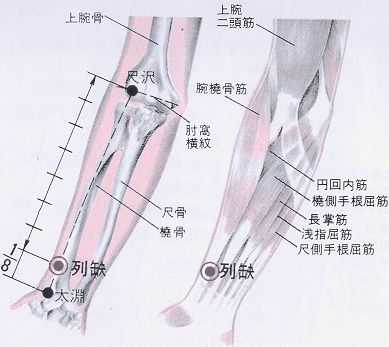 上腕骨
尺沢
肘窩
横紋
尺骨
橈骨
1/8
列缺
太淵
上腕
二頭筋
腕橈骨筋
円回内筋
橈側手根屈筋
長掌筋
浅指屈筋
尺側手根屈筋
列缺